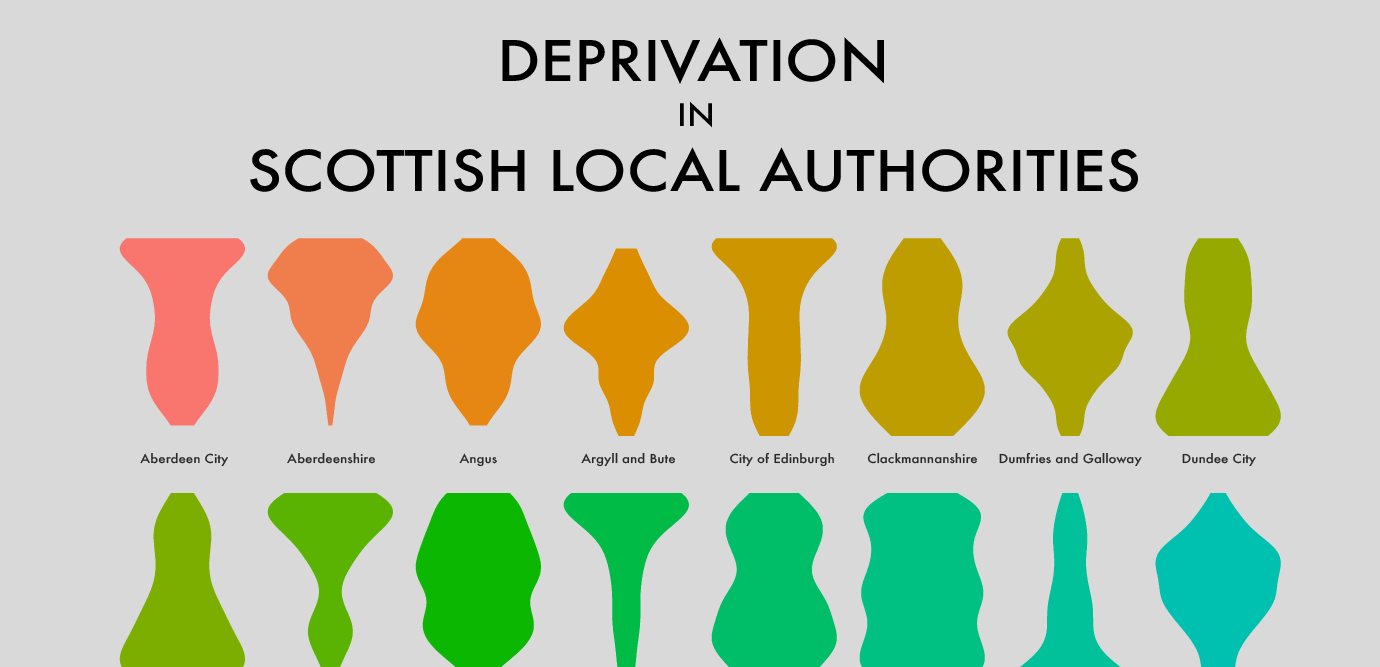 DEPRIVATION
IN
SCOTTISH LOCAL AUTHORITIES
Aberdeen City
Aberdeenshire
Angus
Argyll and Bute
City of Edinburgh
Clackmannanshire
Dumfries and Galloway
Dundee City